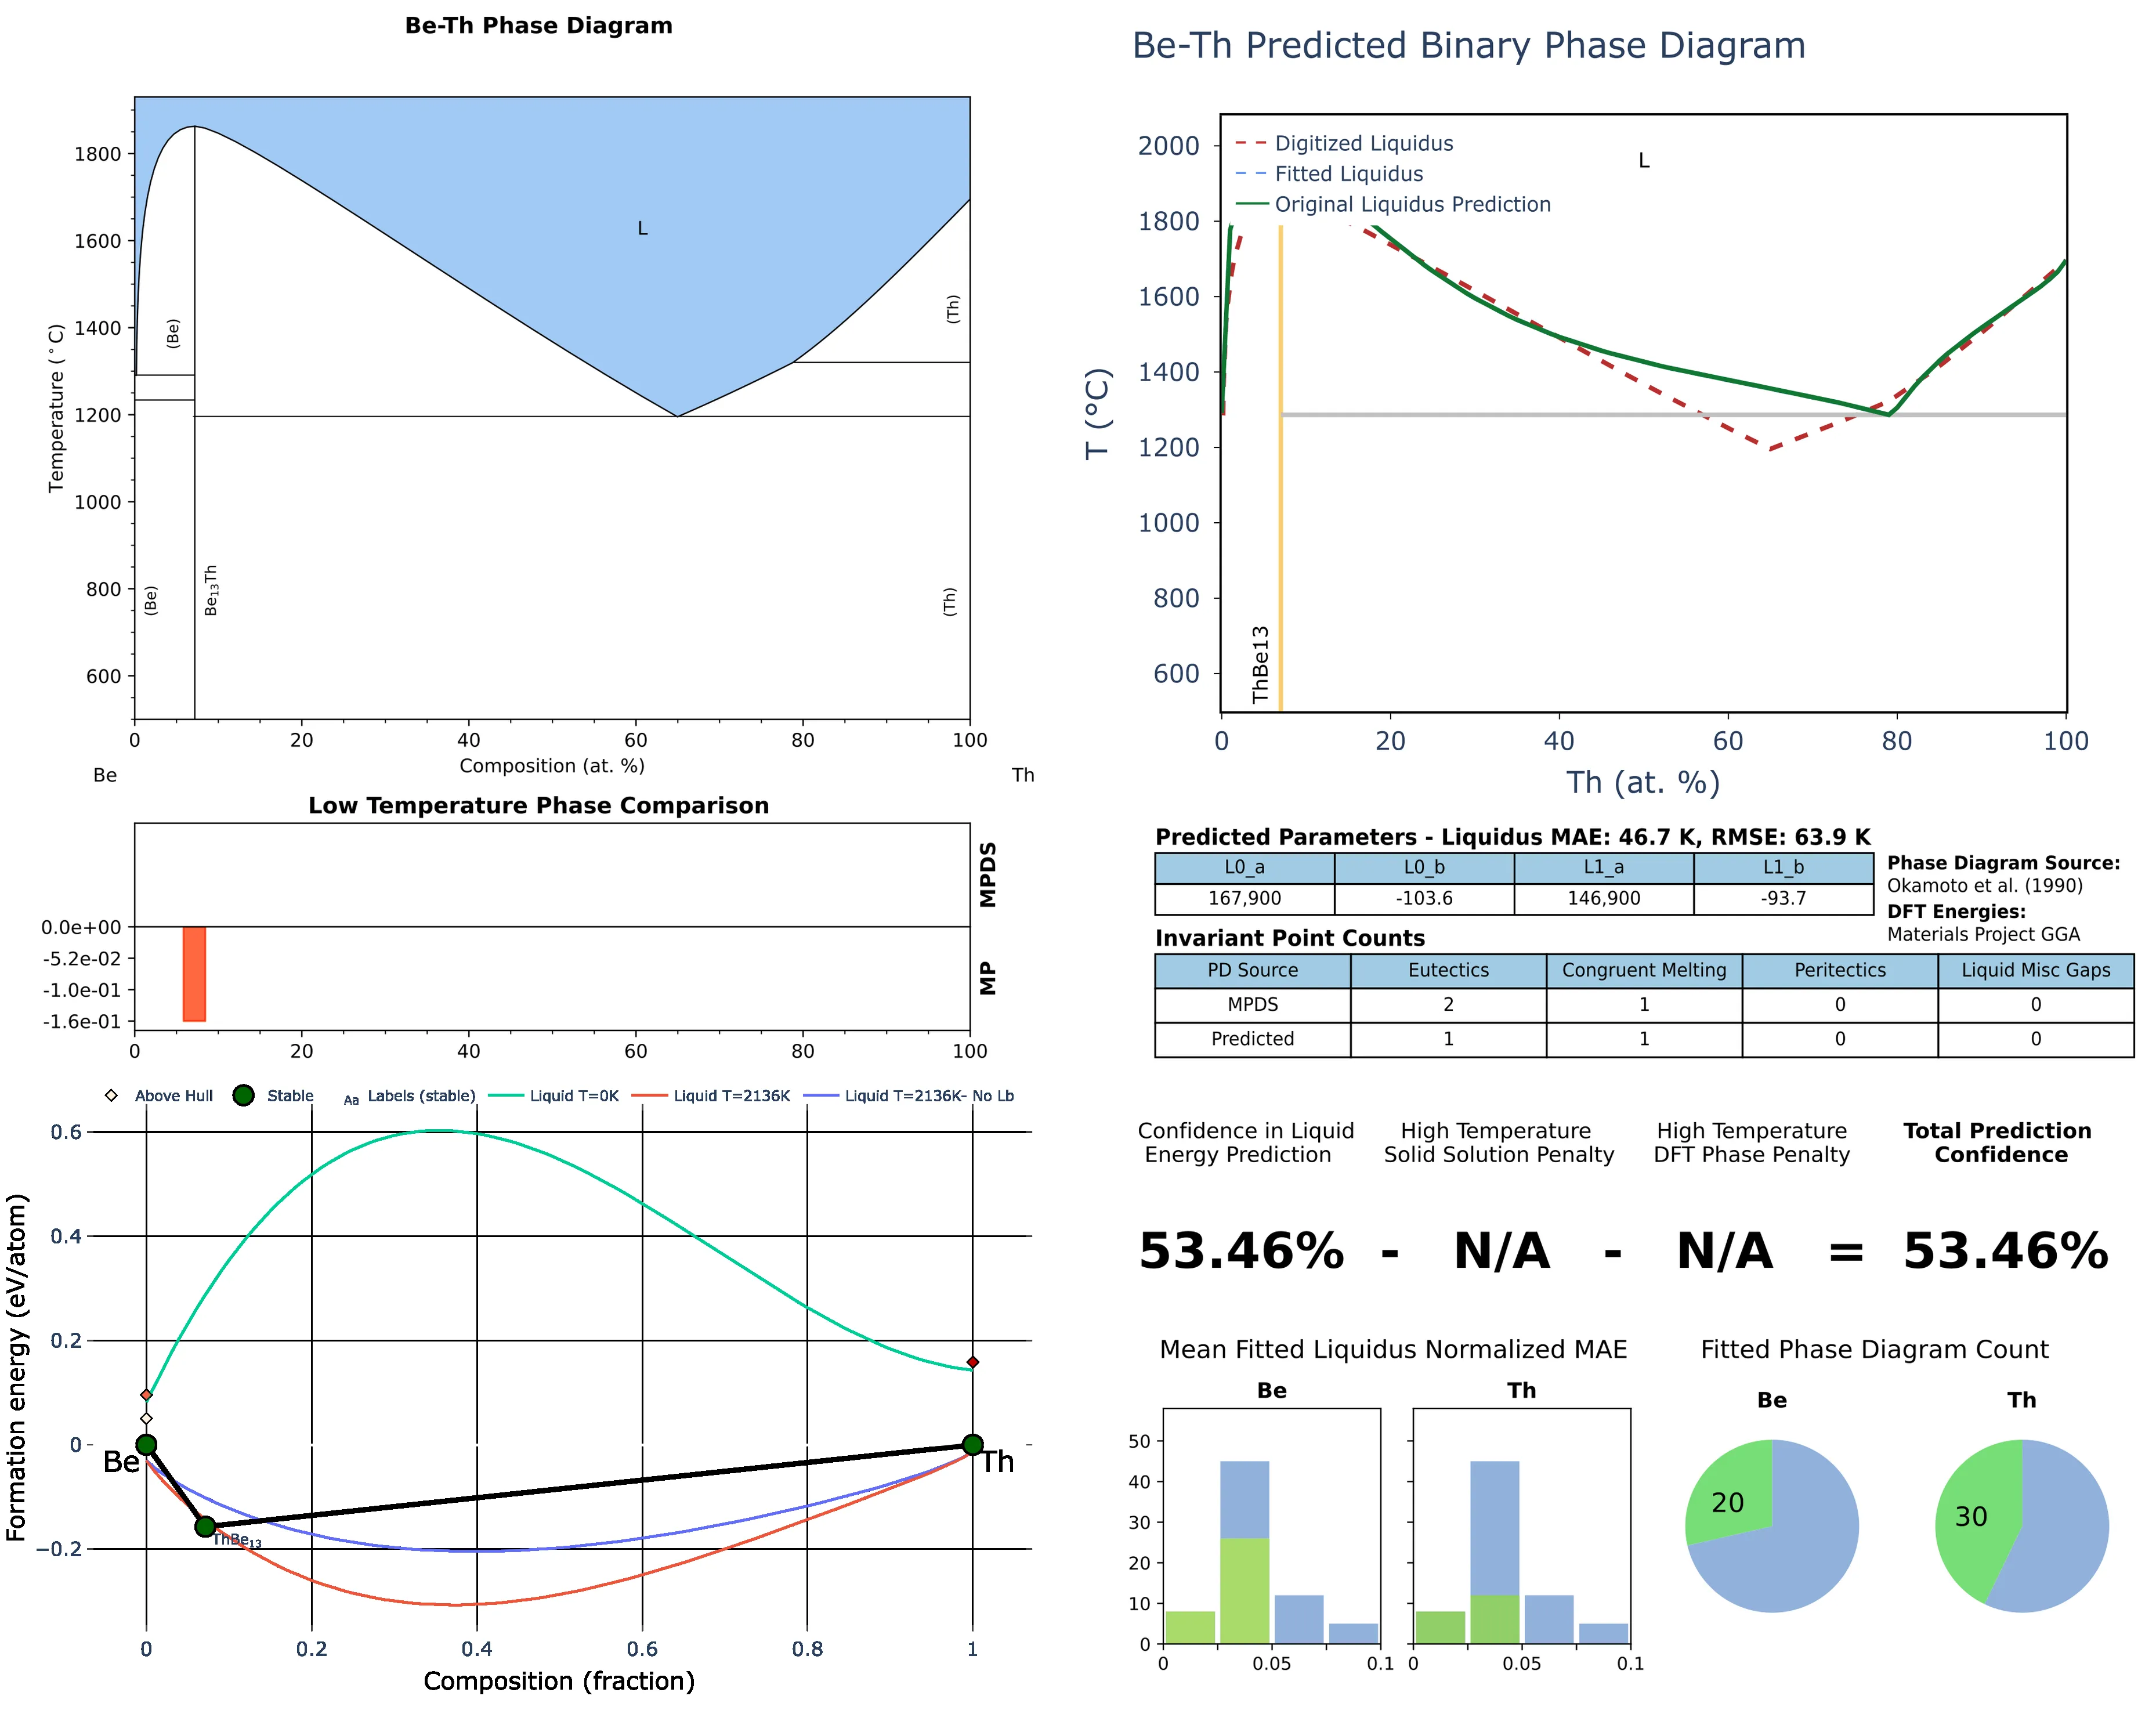 Be-Th Phase Diagram
1800
1600
1400
1200
1000
800
600
Temperature (°C)
L
(Be)
(Th)
(Be)
Be₁₃Th
(Th)
0 20 40 60 80 100
Composition (at. %)
Be Th
Be-Th Predicted Binary Phase Diagram
2000
1800
1600
1400
1200
1000
800
600
T (°C)
Digitized Liquidus
Fitted Liquidus
Original Liquidus Prediction
L
ThBe13
0 20 40 60 80 100
Th (at. %)
Low Temperature Phase Comparison
MPDS
MP
0.0e+00
-5.2e-02
-1.0e-01
-1.6e-01
0 20 40 60 80 100
Predicted Parameters - Liquidus MAE: 46.7 K, RMSE: 63.9 K
L0_a L0_b L1_a L1_b
167,900 -103.6 146,900 -93.7
Phase Diagram Source:
Okamoto et al. (1990)
DFT Energies:
Materials Project GGA
Invariant Point Counts
PD Source Eutectics Congruent Melting Peritectics Liquid Misc Gaps
MPDS 2 1 0 0
Predicted 1 1 0 0
Above Hull Stable Aa Labels (stable) Liquid T=0K Liquid T=2136K Liquid T=2136K- No Lb
0.6
0.4
0.2
0
−0.2
Formation energy (eV/atom)
Be
Th
ThBe₁₃
0 0.2 0.4 0.6 0.8 1
Composition (fraction)
Confidence in Liquid
Energy Prediction
High Temperature
Solid Solution Penalty
High Temperature
DFT Phase Penalty
Total Prediction
Confidence
53.46% - N/A - N/A = 53.46%
Mean Fitted Liquidus Normalized MAE
Be Th
50
40
30
20
10
0
0 0.05 0.1
0 0.05 0.1
Fitted Phase Diagram Count
Be Th
20 30